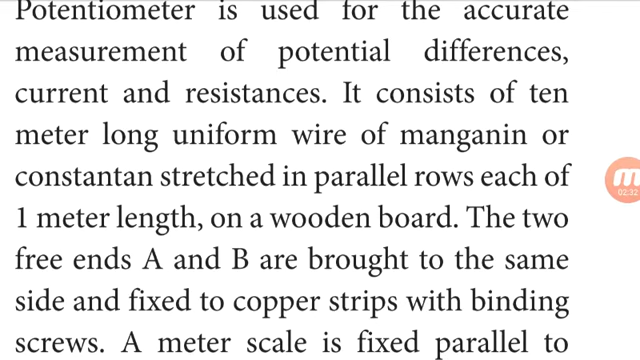 Potentiometer is used for the accurate
measurement of potential differences,
current and resistances. It consists of ten
meter long uniform wire of manganin or
constantan stretched in parallel rows each of
1 meter length, on a wooden board. The two
free ends A and B are brought to the same
side and fixed to copper strips with binding
screws. A meter scale is fixed parallel to
02:32